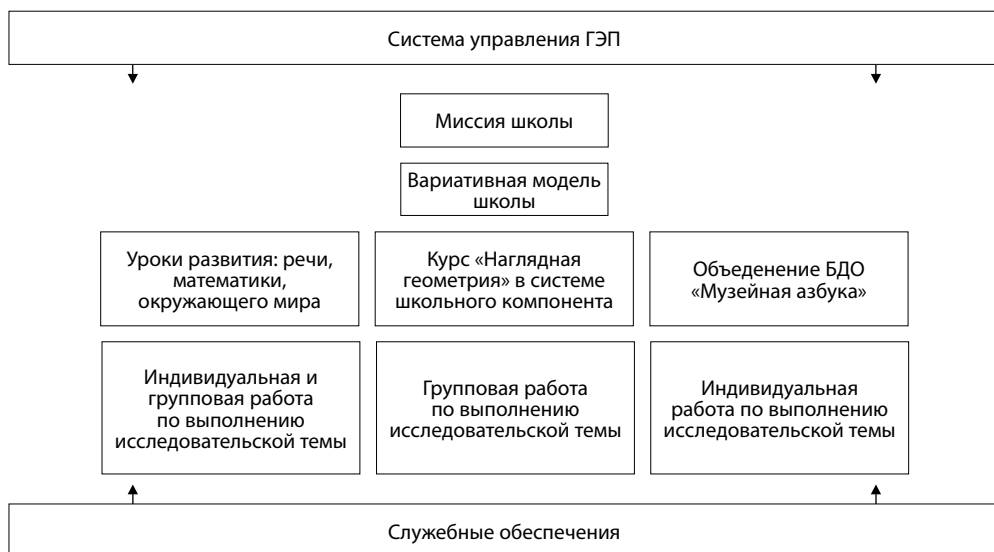 Система управления ГЭП
Миссия школы
Вариативная модель
школы
Уроки развития: речи,
математики,
окружающего мира
Курс «Наглядная
геометрия» в системе
школьного компонента
Объеденение БДО
«Музейная азбука»
Индивидуальная и
групповая работа
по выполнению
исследовательской темы
Групповая работа
по выполнению
исследовательской темы
Индивидуальная
работа по выполнению
исследовательской темы
Служебные обеспечения